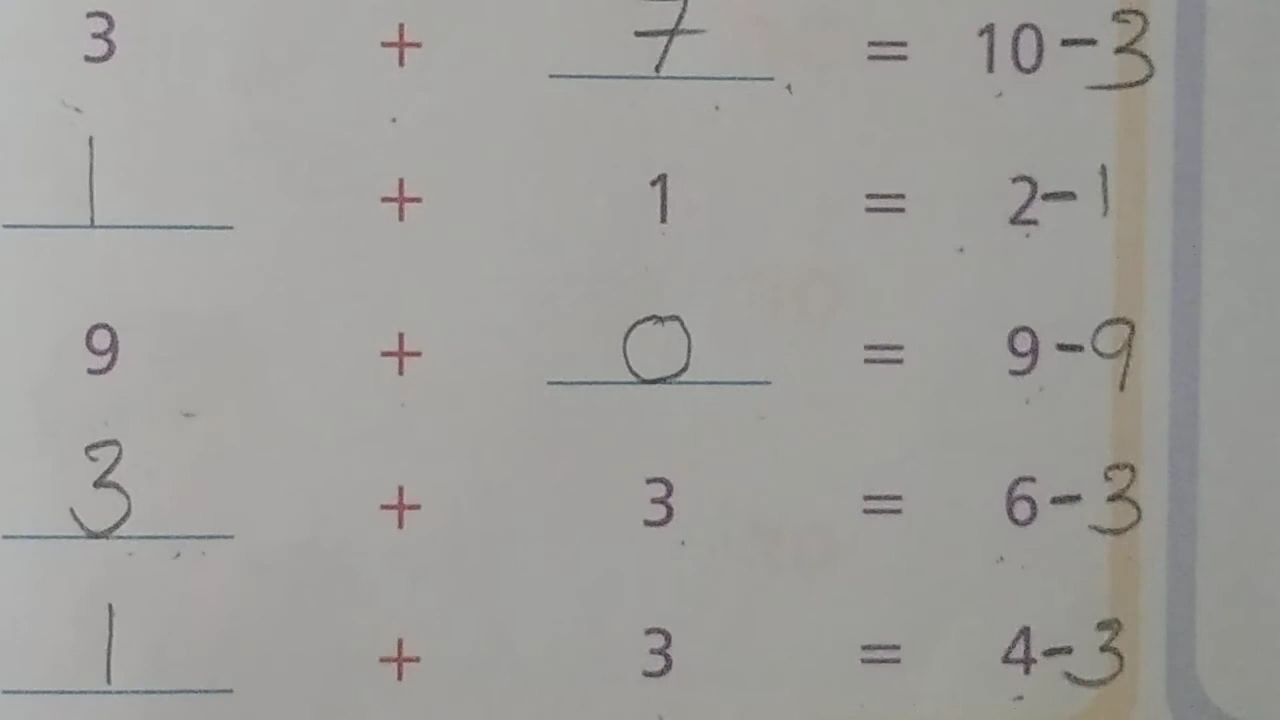 3 + 7 = 10-3
1 + 1 = 2-1
9 + 0 = 9-9
3 + 3 = 6-3
1 + 3 = 4-3